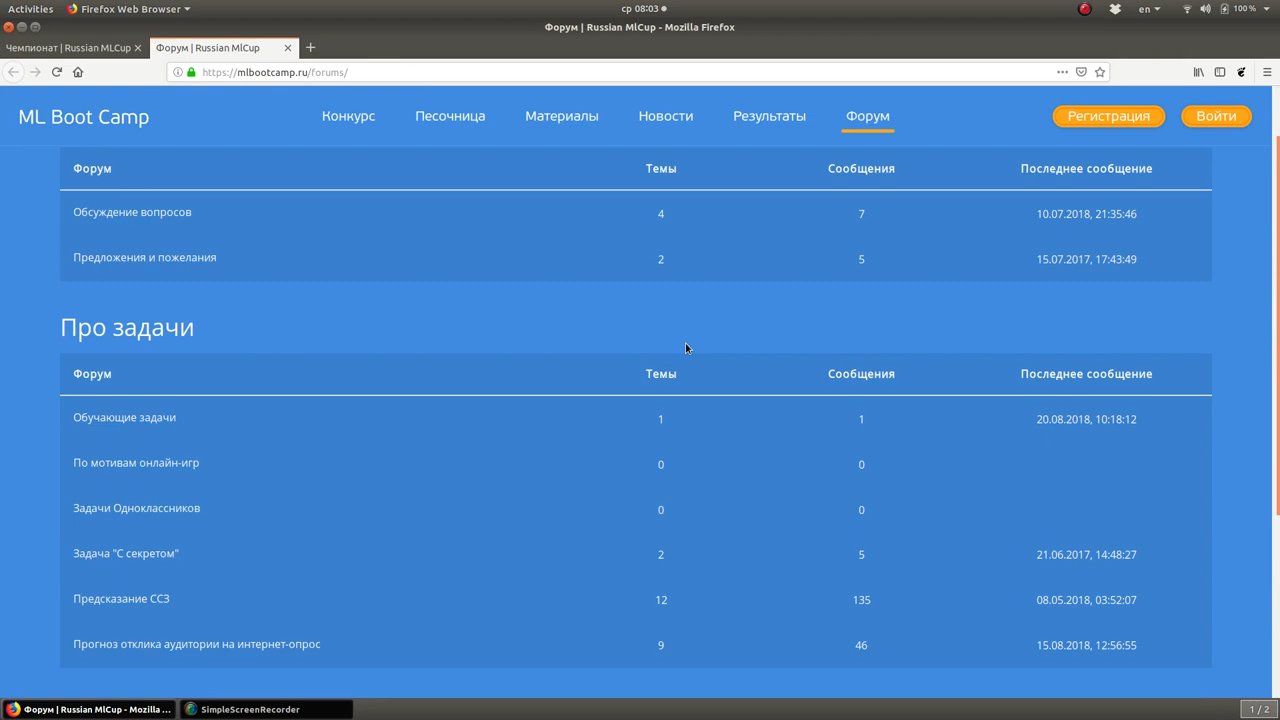 Activities Firefox Web Browser ср 08:03 en 100 %
Форум | Russian MlCup - Mozilla Firefox
Чемпионат | Russian MlCup Форум | Russian MlCup
https://mlbootcamp.ru/forums/
ML Boot Camp Конкурс Песочница Материалы Новости Результаты Форум Регистрация Войти
Форум Темы Сообщения Последнее сообщение
Обсуждение вопросов 4 7 10.07.2018, 21:35:46
Предложения и пожелания 2 5 15.07.2017, 17:43:49
Про задачи
Форум Темы Сообщения Последнее сообщение
Обучающие задачи 1 1 20.08.2018, 10:18:12
По мотивам онлайн-игр 0 0
Задачи Одноклассников 0 0
Задача "С секретом" 2 5 21.06.2017, 14:48:27
Предсказание ССЗ 12 135 08.05.2018, 03:52:07
Прогноз отклика аудитории на интернет-опрос 9 46 15.08.2018, 12:56:55
Форум | Russian MlCup - Mozilla ... SimpleScreenRecorder 1 / 2